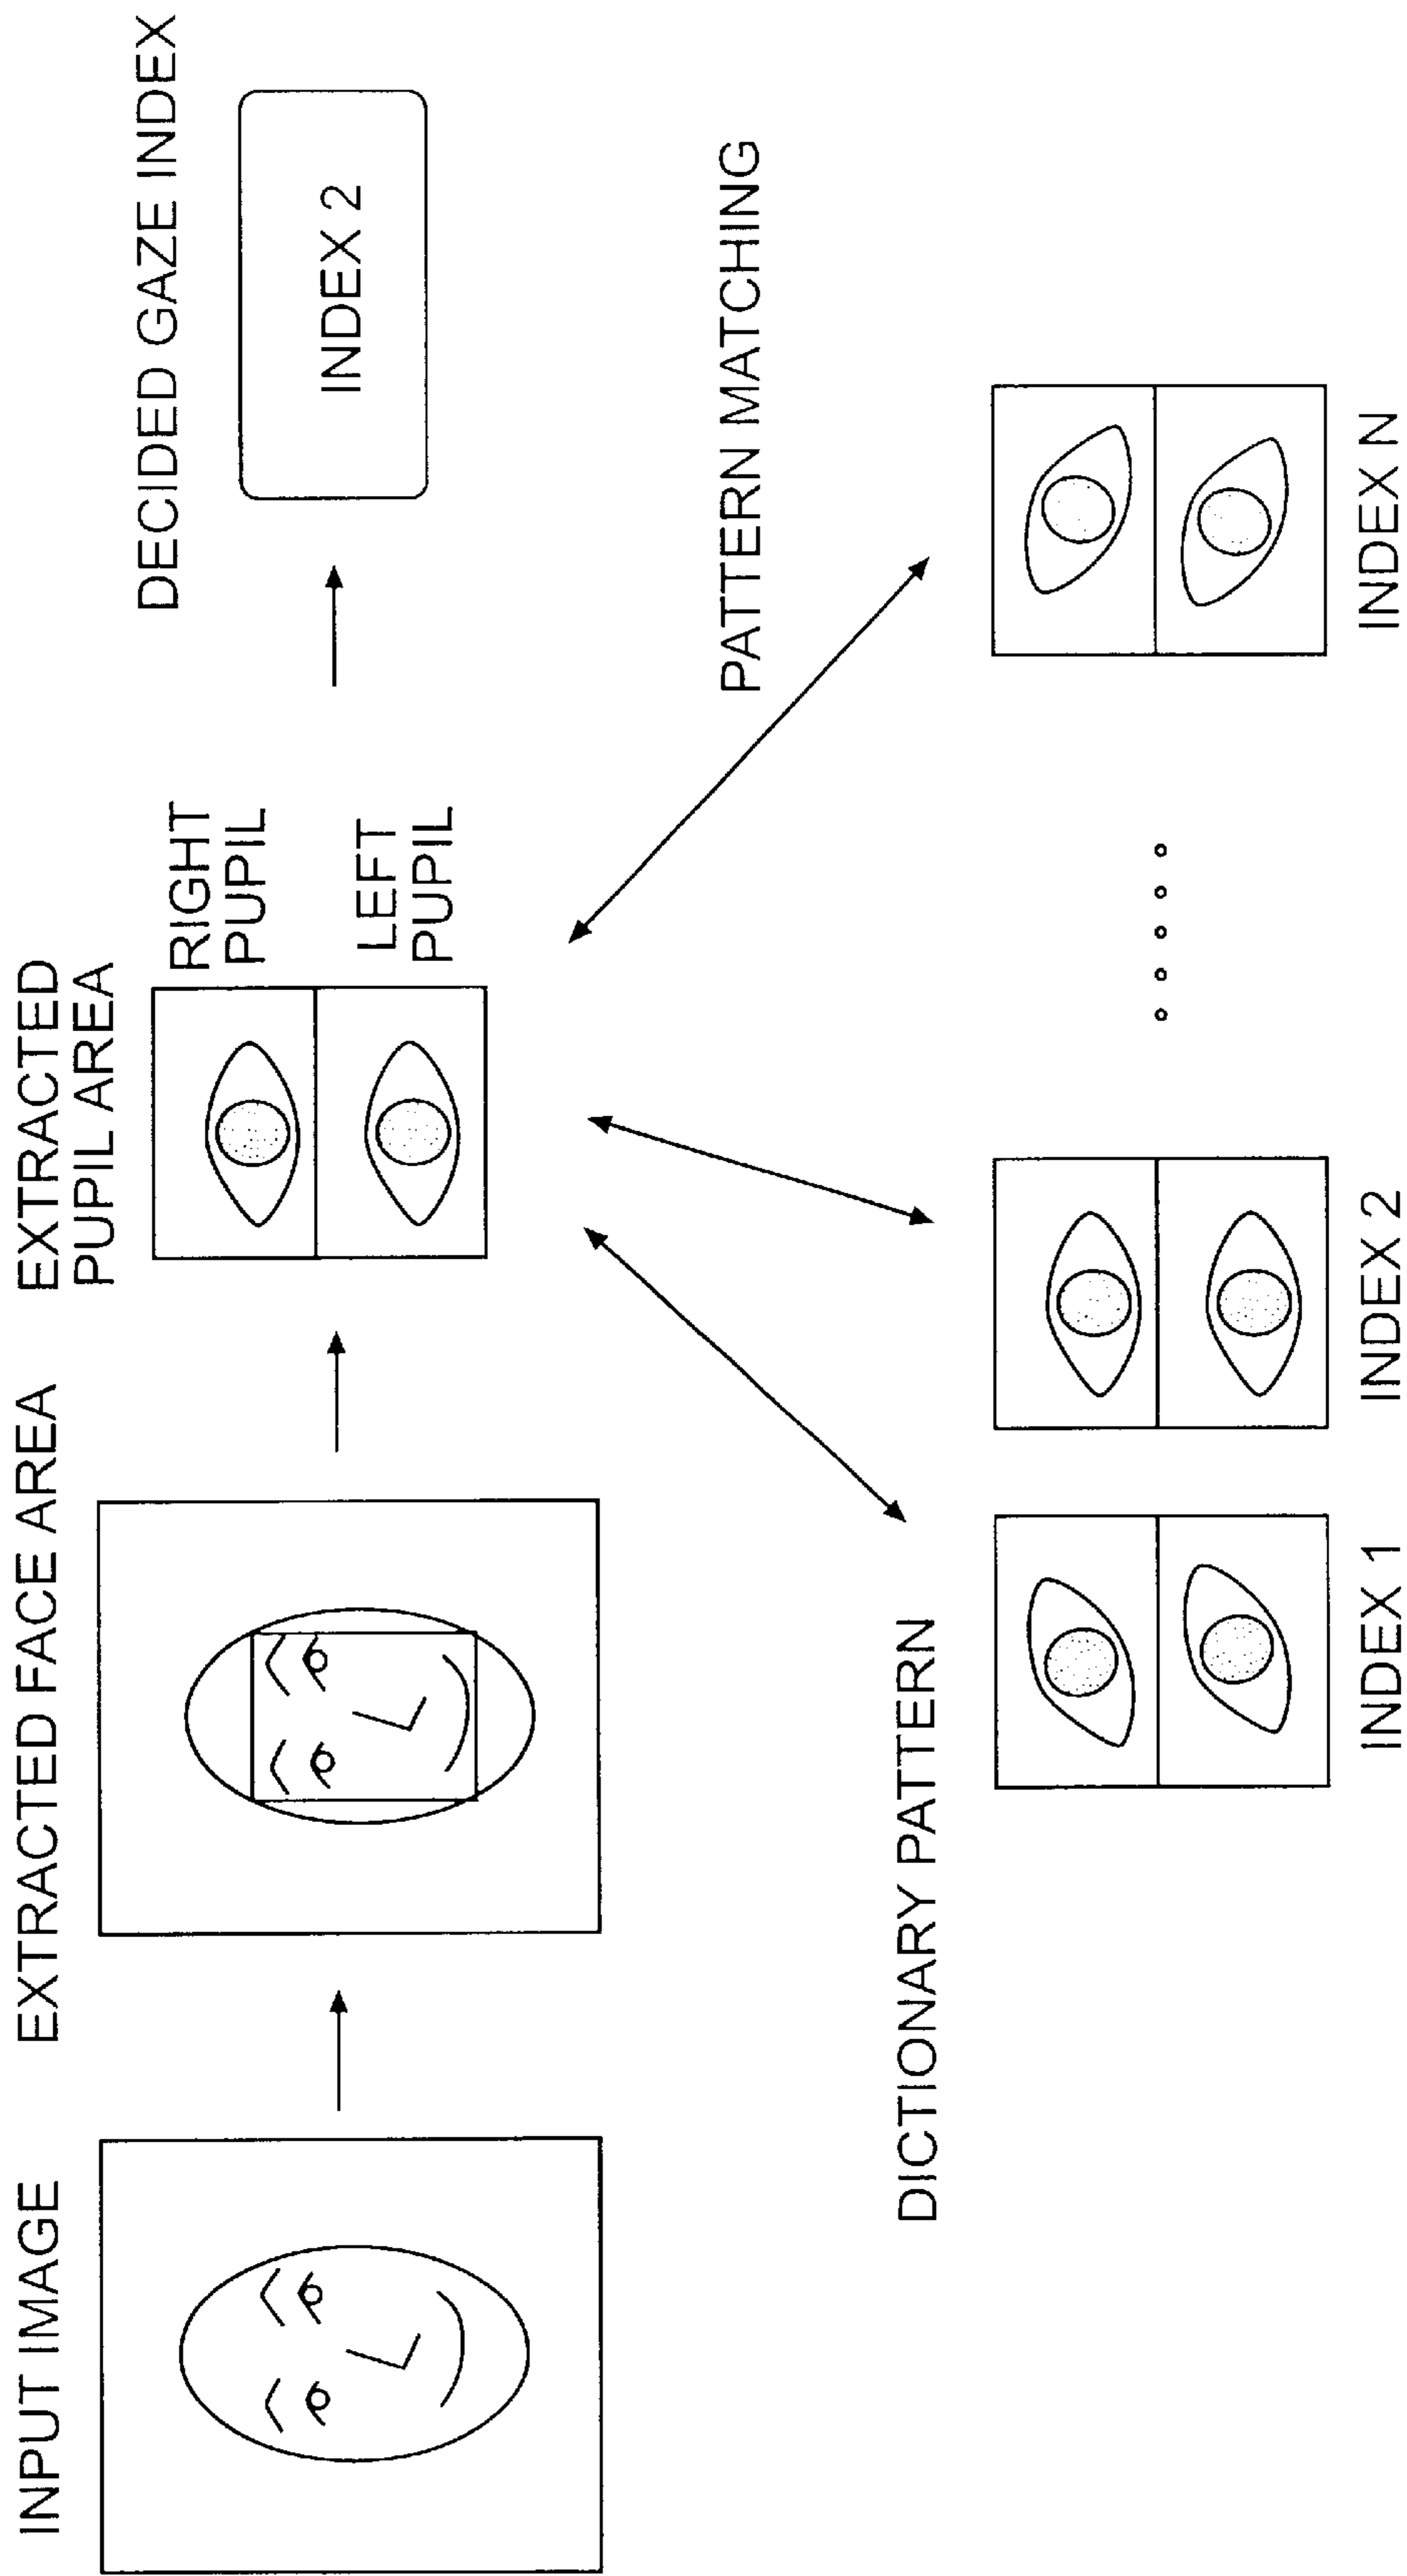 INPUT IMAGE
EXTRACTED FACE AREA
EXTRACTED
PUPIL AREA
RIGHT
PUPIL
LEFT
PUPIL
DECIDED GAZE INDEX
INDEX 2
PATTERN MATCHING
DICTIONARY PATTERN
INDEX 1
INDEX 2
INDEX N